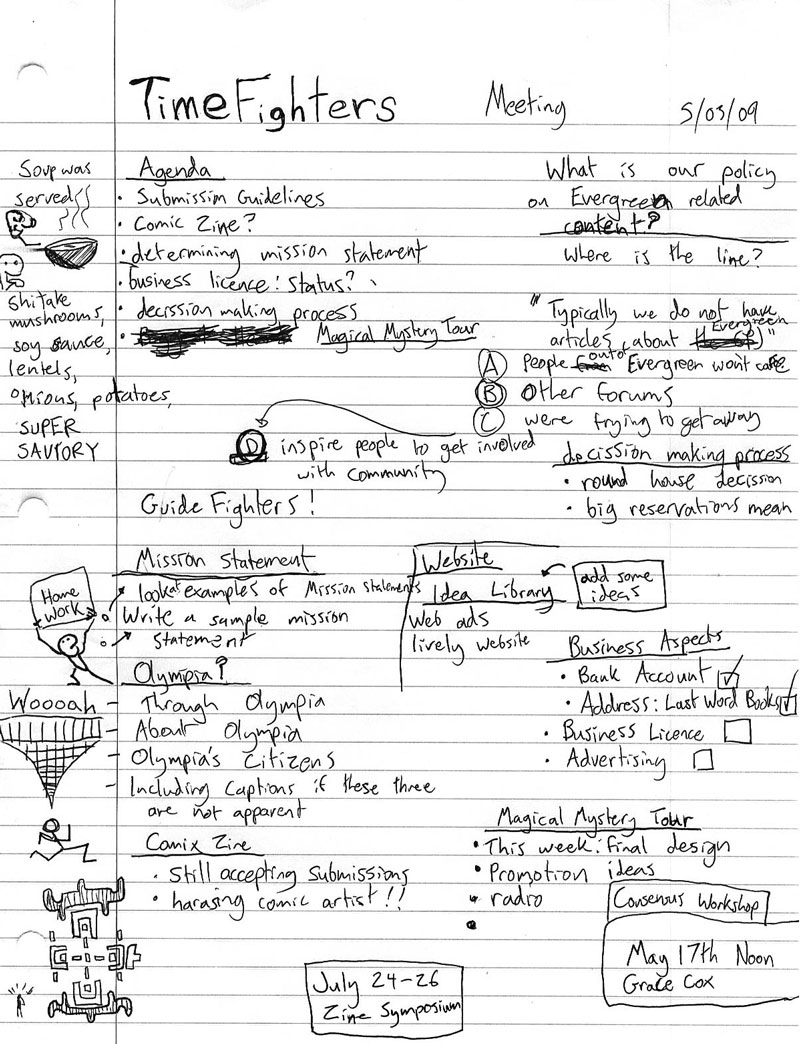 TimeFighters Meeting 5/03/09
Soup was
served
Shitake
mushrooms,
soy sauce,
lentels,
onions, potatoes,
SUPER
SAVORY
Agenda
• Submission Guidelines
• Comic Zine?
• determining mission statement
• business licence: Status?
• decission making process
• Magical Mystery Tour
What is our policy
on Evergreen related
content?
Where is the line?
"Typically we do not have
articles about Evergreen"
A People out of Evergreen won't care
B Other forums
C were trying to get away
D inspire people to get involved
with community
decission making process
• round house decission
• big reservations mean
Guide Fighters!
Home
work
Mission Statement
• look at examples of Mission Statements
• Write a sample mission
statement
Website
Idea Library
add some
ideas
Web ads
lively website
Olympia?
Woooah
- Through Olympia
- About Olympia
- Olympia's Citizens
- Including Captions if these three
are not apparent
Business Aspects
• Bank Account
• Address: Last Word Books
• Business Licence
• Advertising
Comix Zine
• Still accepting Submissions
• harasing comic artist!!
Magical Mystery Tour
• This week: final design
• Promotion ideas
• radio
Consensus Workshop
May 17th Noon
Grace Cox
July 24-26
Zine Symposium